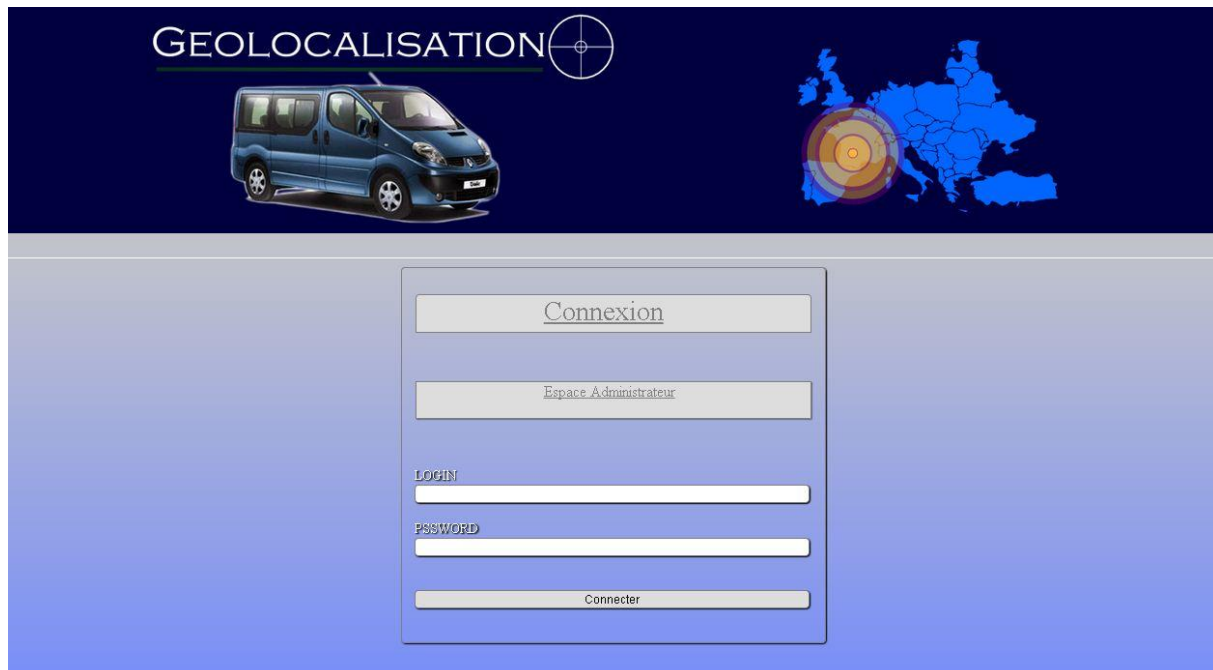 GEOLOCALISATION
Connexion
Espace Administrateur
LOGIN
PSSWORD
Connecter